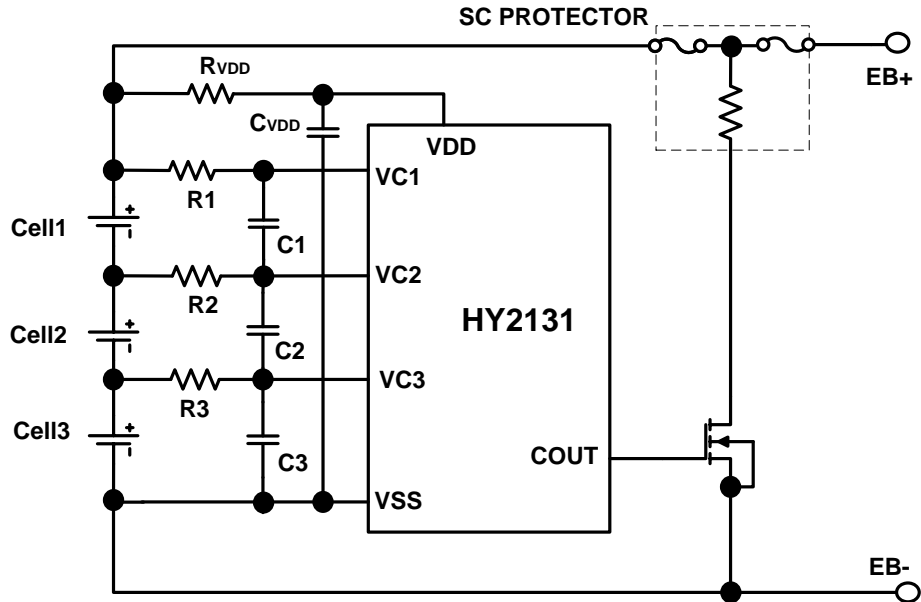 SC PROTECTOR
EB+
RVDD
CVDD
VDD
VC1
R1
Cell1
+
-
C1
VC2
R2
HY2131
Cell2
+
-
C2
VC3
R3
Cell3
+
-
C3
COUT
VSS
EB-